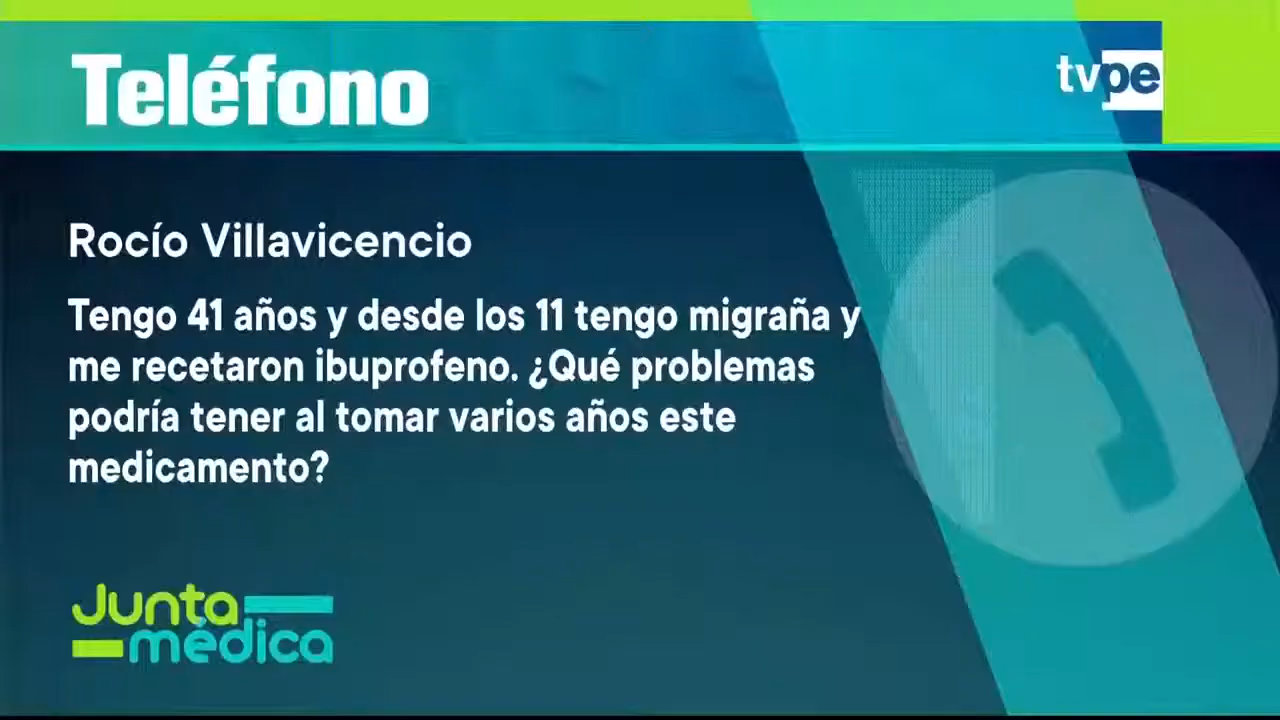 Teléfono
tvpe
Rocío Villavicencio
Tengo 41 años y desde los 11 tengo migraña y
me recetaron ibuprofeno. ¿Qué problemas
podría tener al tomar varios años este
medicamento?
Junta
médica